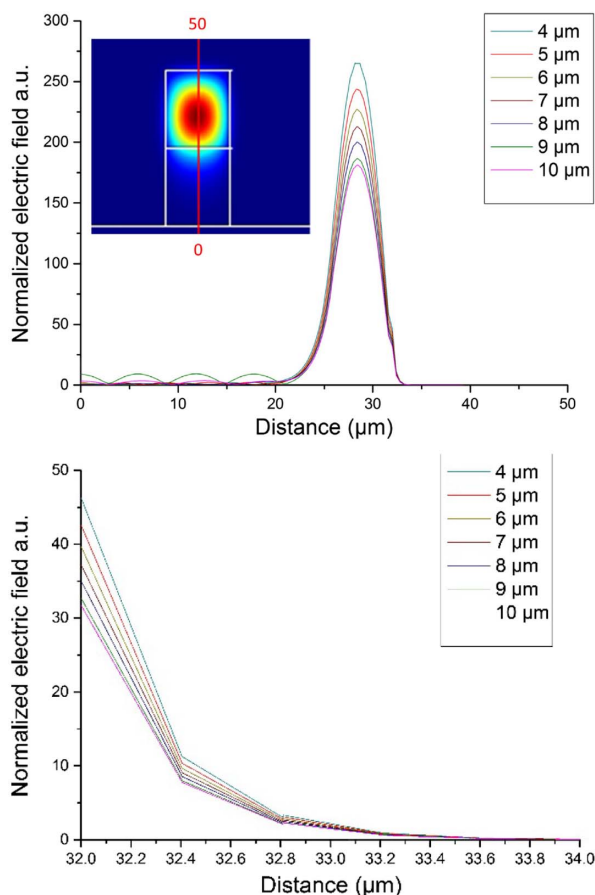 50
0
4 µm
5 µm
6 µm
7 µm
8 µm
9 µm
10 µm
300
250
200
150
100
50
0
Normalized electric field a.u.
0 10 20 30 40 50
Distance (µm)
4 µm
5 µm
6 µm
7 µm
8 µm
9 µm
10 µm
50
40
30
20
10
0
Normalized electric field a.u.
32.0 32.4 32.6 32.8 33.0 33.2 33.4 33.6 33.8 34.0
Distance (µm)